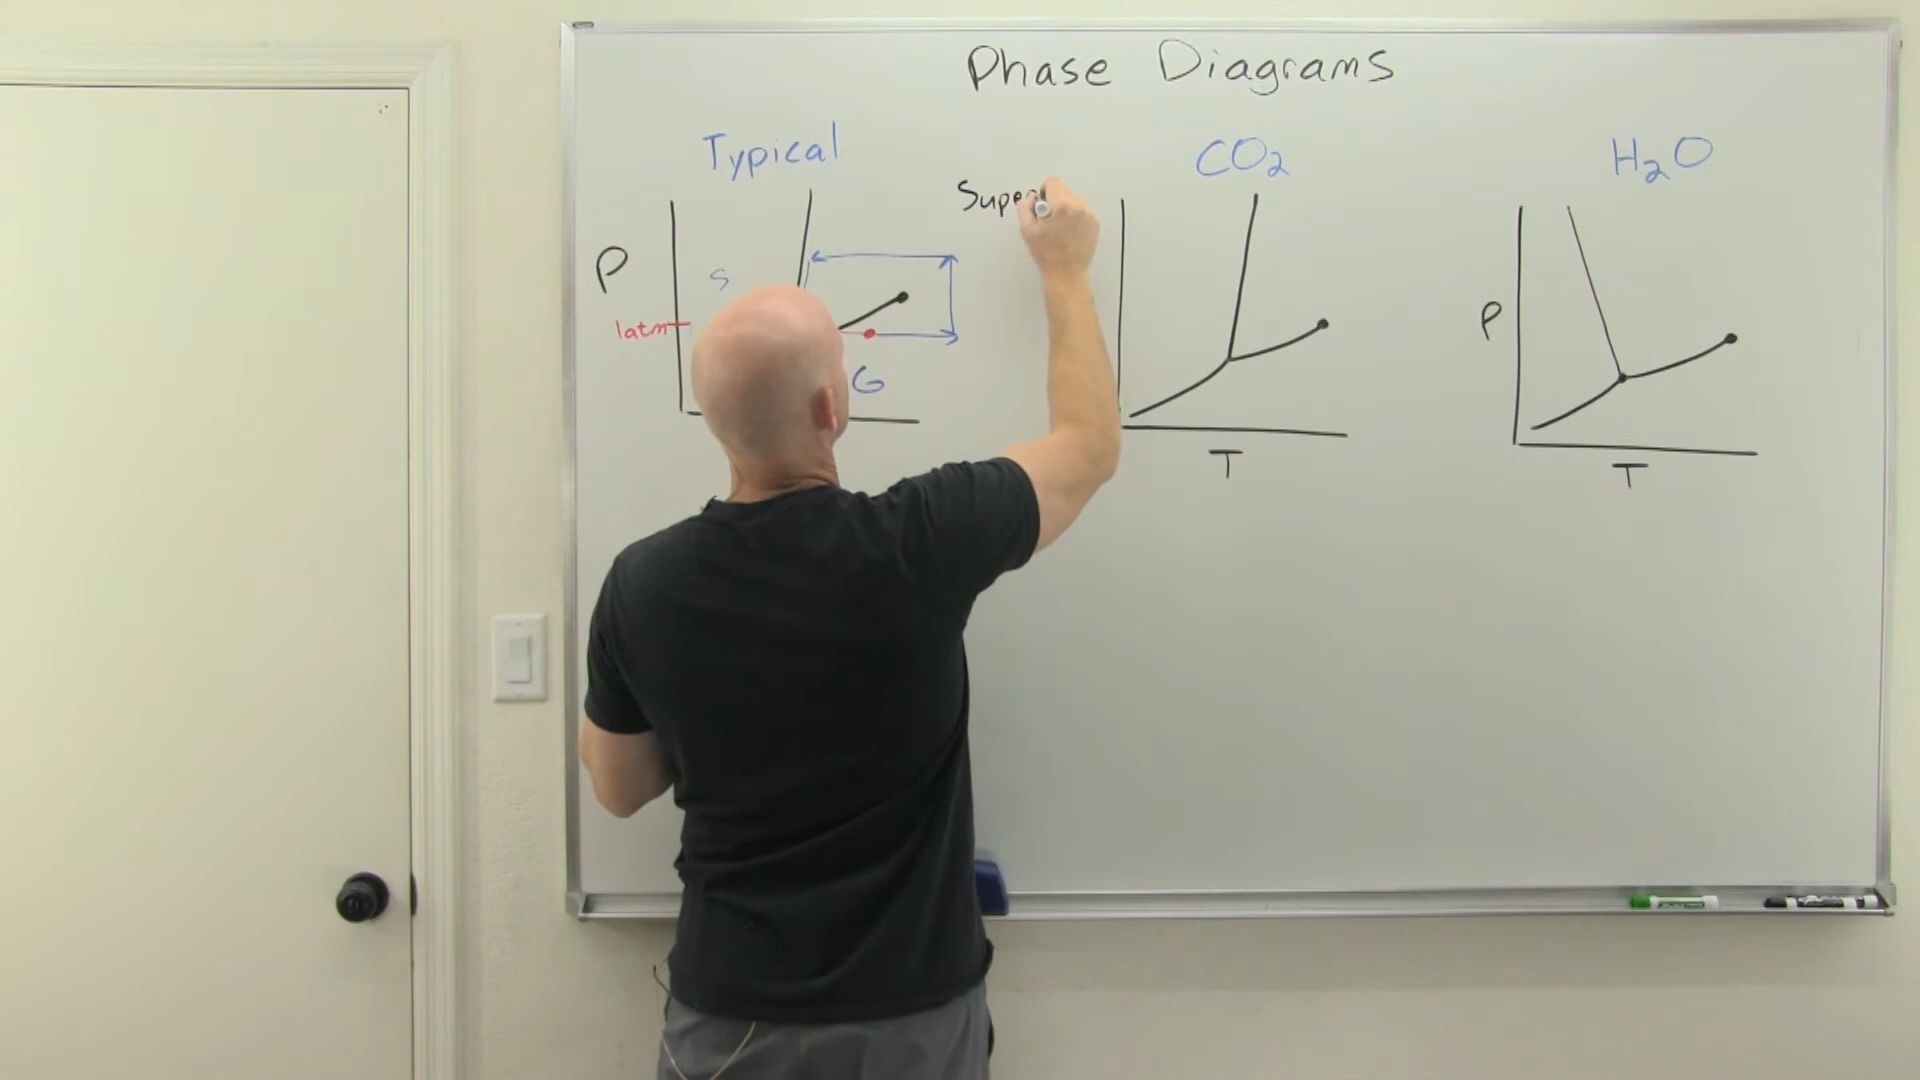 Phase Diagrams
Typical
CO2
H2O
Super
P
S
1atm
G
T
P
T